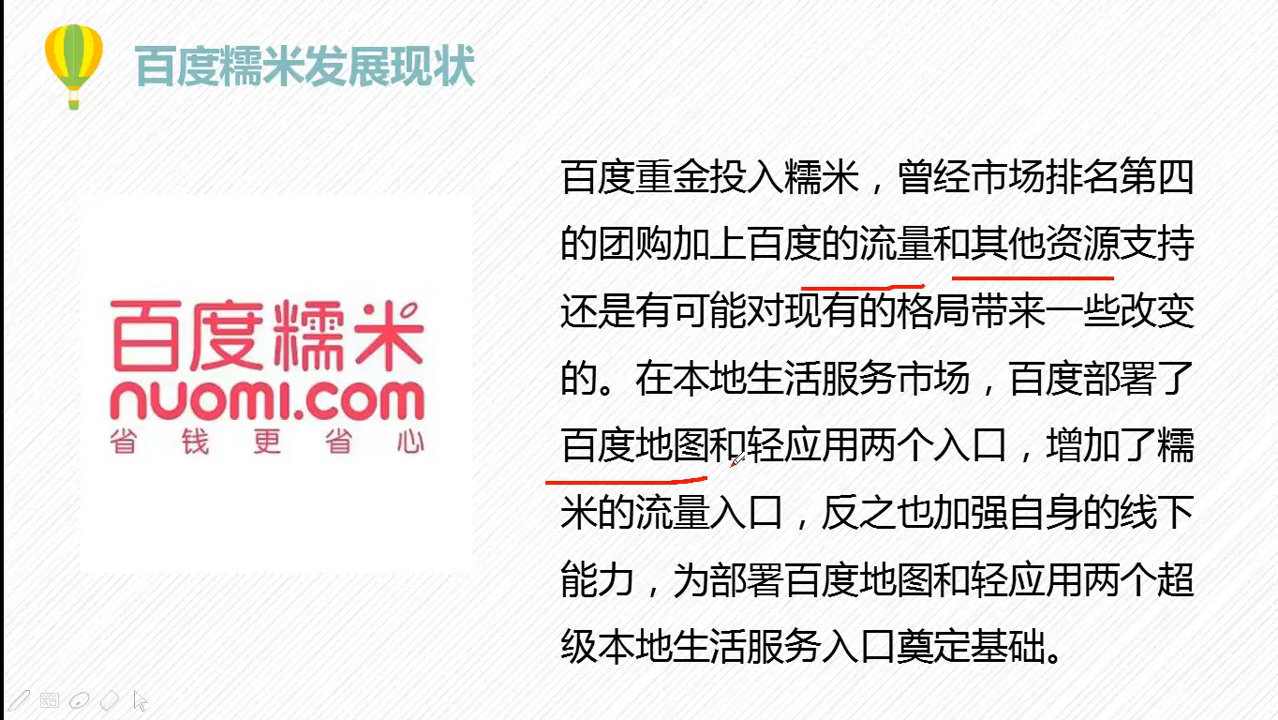 百度糯米发展现状
百度重金投入糯米，曾经市场排名第四
的团购加上百度的流量和其他资源支持
还是有可能对现有的格局带来一些改变
的。在本地生活服务市场，百度部署了
百度地图和轻应用两个入口，增加了糯
米的流量入口，反之也加强自身的线下
能力，为部署百度地图和轻应用两个超
级本地生活服务入口奠定基础。
百度糯米
nuomi.com
省钱更省心